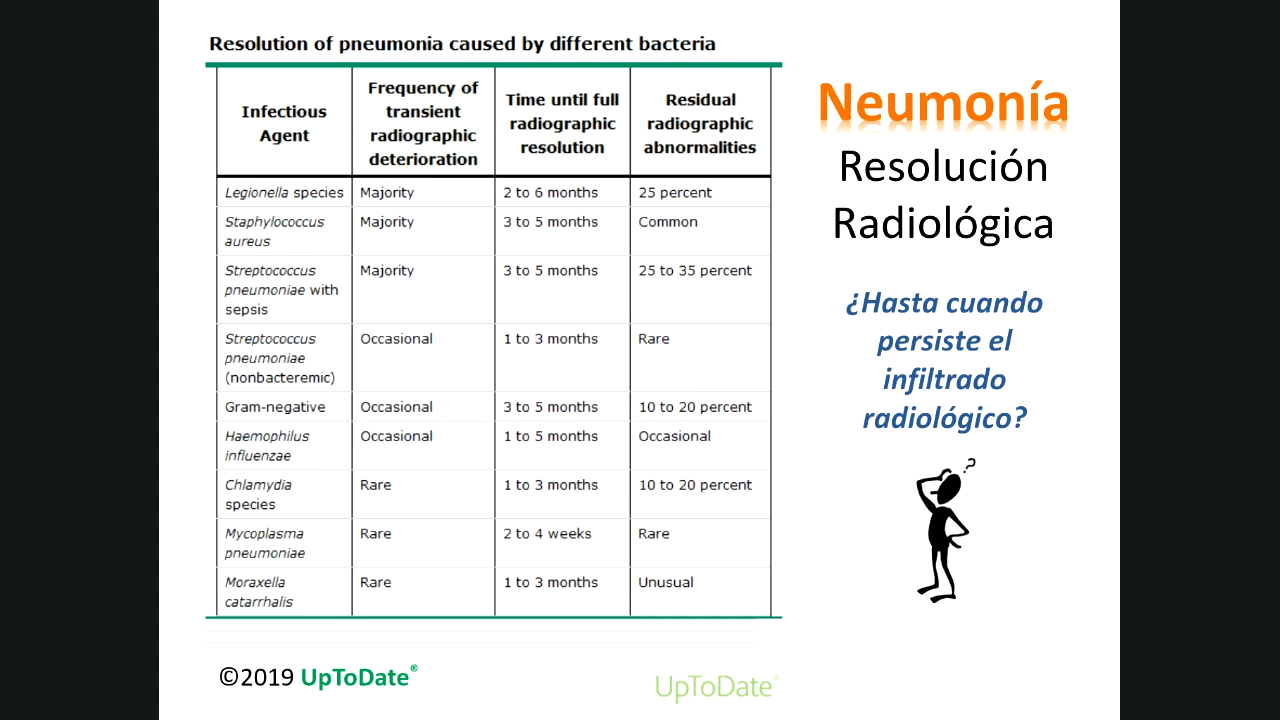 Resolution of pneumonia caused by different bacteria
Infectious
Agent
Frequency of
transient
radiographic
deterioration
Time until full
radiographic
resolution
Residual
radiographic
abnormalities
Legionella species
Majority
2 to 6 months
25 percent
Staphylococcus
aureus
Majority
3 to 5 months
Common
Streptococcus
pneumoniae with
sepsis
Majority
3 to 5 months
25 to 35 percent
Streptococcus
pneumoniae
(nonbacteremic)
Occasional
1 to 3 months
Rare
Gram-negative
Occasional
3 to 5 months
10 to 20 percent
Haemophilus
influenzae
Occasional
1 to 5 months
Occasional
Chlamydia
species
Rare
1 to 3 months
10 to 20 percent
Mycoplasma
pneumoniae
Rare
2 to 4 weeks
Rare
Moraxella
catarrhalis
Rare
1 to 3 months
Unusual
©2019 UpToDate®
UpToDate®
Neumonía
Resolución
Radiológica
¿Hasta cuando
persiste el
infiltrado
radiológico?
?